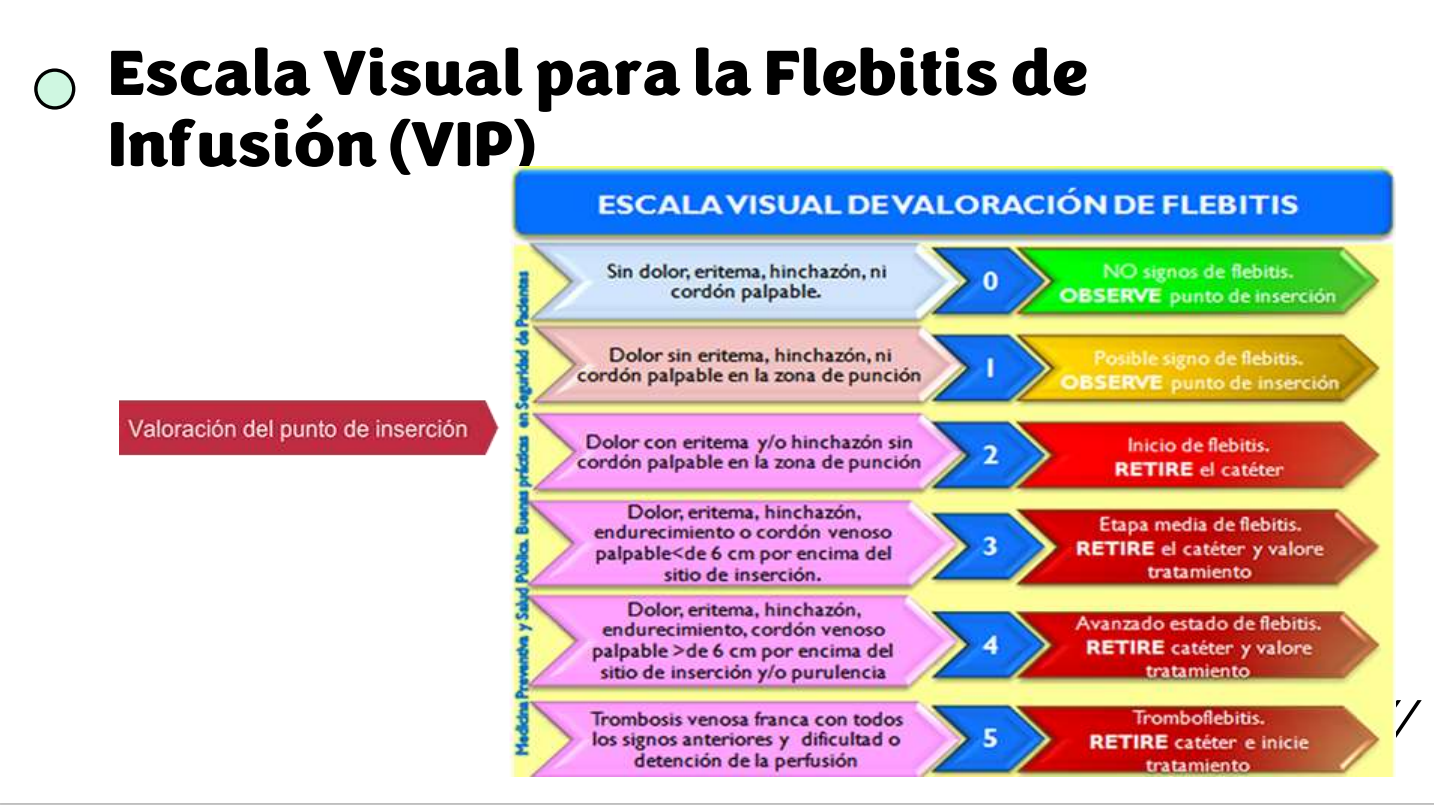 Escala Visual para la Flebitis de
Infusión (VIP)
ESCALA VISUAL DE VALORACIÓN DE FLEBITIS
Valoración del punto de inserción
Medicina Preventiva y Salud Pública. Buenas prácticas en Seguridad de Pacientes
Sin dolor, eritema, hinchazón, ni
cordón palpable.
0
NO signos de flebitis.
OBSERVE punto de inserción
Dolor sin eritema, hinchazón, ni
cordón palpable en la zona de punción
1
Posible signo de flebitis.
OBSERVE punto de inserción
Dolor con eritema y/o hinchazón sin
cordón palpable en la zona de punción
2
Inicio de flebitis.
RETIRE el catéter
Dolor, eritema, hinchazón,
endurecimiento o cordón venoso
palpable<de 6 cm por encima del
sitio de inserción.
3
Etapa media de flebitis.
RETIRE el catéter y valore
tratamiento
Dolor, eritema, hinchazón,
endurecimiento, cordón venoso
palpable >de 6 cm por encima del
sitio de inserción y/o purulencia
4
Avanzado estado de flebitis.
RETIRE catéter y valore
tratamiento
Trombosis venosa franca con todos
los signos anteriores y dificultad o
detención de la perfusión
5
Tromboflebitis.
RETIRE catéter e inicie
tratamiento